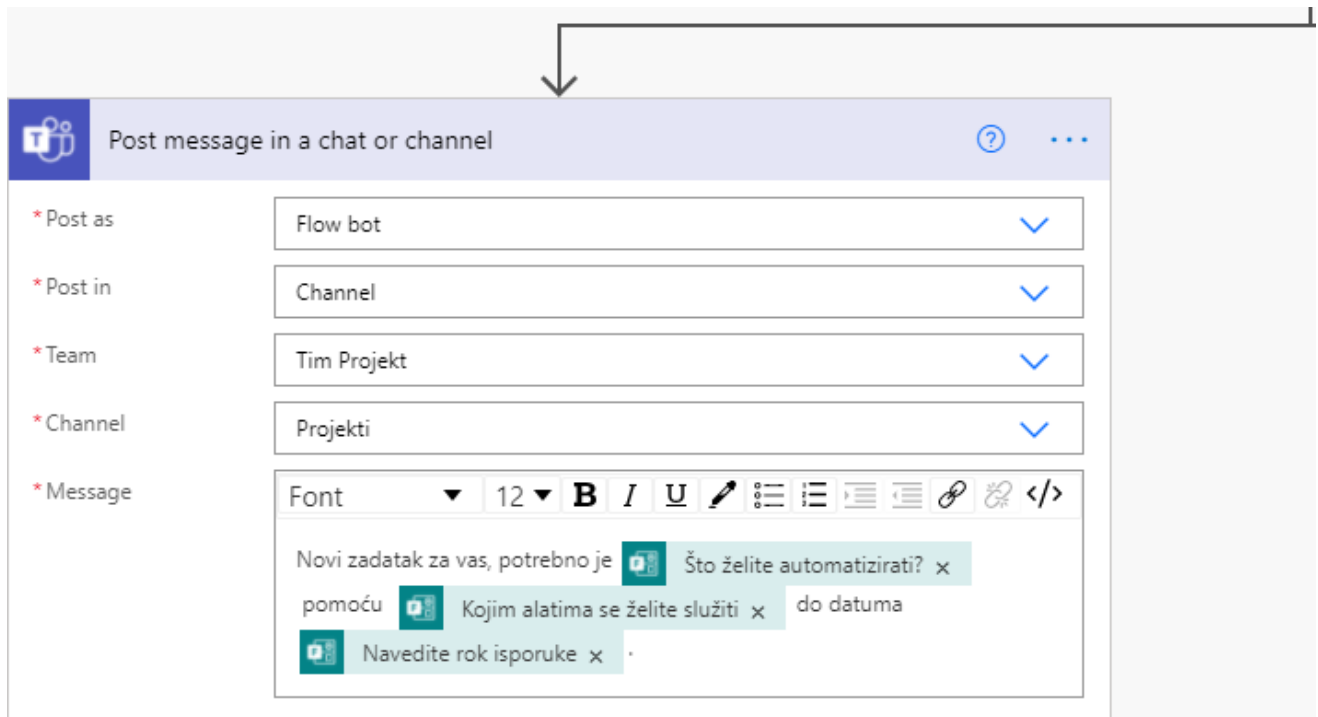 Post message in a chat or channel
* Post as
Flow bot
* Post in
Channel
* Team
Tim Projekt
* Channel
Projekti
* Message
Font 12 B I U </>
Novi zadatak za vas, potrebno je Što želite automatizirati? ×
pomoću Kojim alatima se želite služiti × do datuma
Navedite rok isporuke × .